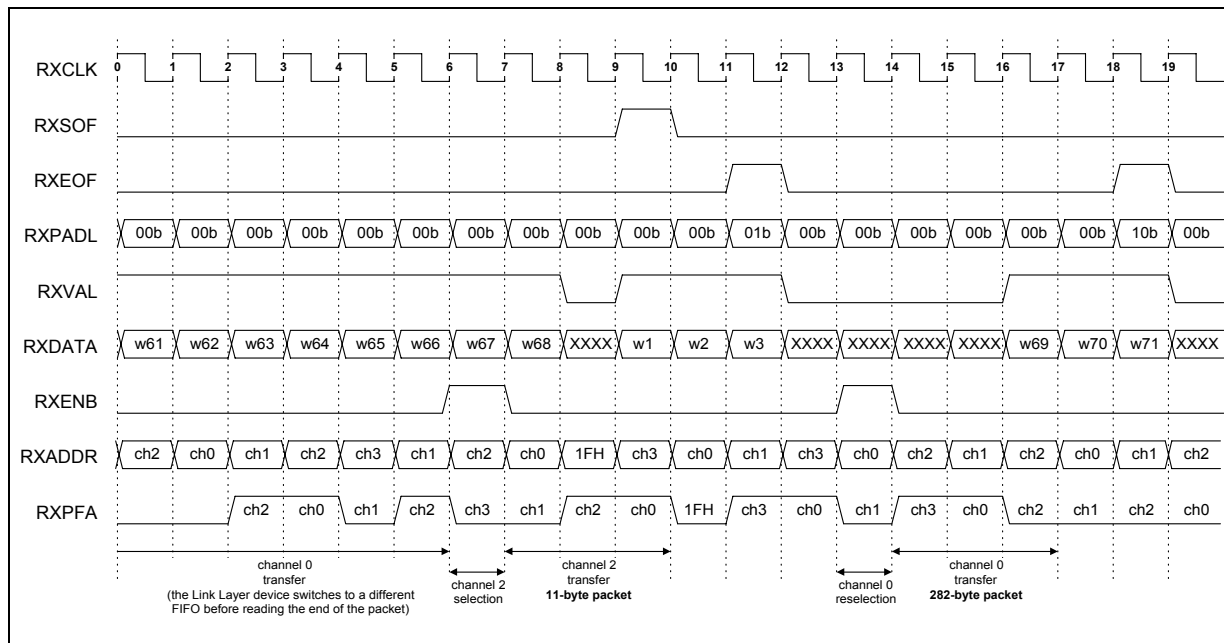 RXCLK 0 1 2 3 4 5 6 7 8 9 10 11 12 13 14 15 16 17 18 19
RXSOF
RXEOF
RXPADL 00b 00b 00b 00b 00b 00b 00b 00b 00b 00b 00b 01b 00b 00b 00b 00b 00b 00b 10b 00b
RXVAL
RXDATA w61 w62 w63 w64 w65 w66 w67 w68 XXXX w1 w2 w3 XXXX XXXX XXXX XXXX w69 w70 w71 XXXX
RXENB
RXADDR ch2 ch0 ch1 ch2 ch3 ch1 ch2 ch0 1FH ch3 ch0 ch1 ch3 ch0 ch2 ch1 ch2 ch0 ch1 ch2
RXPFA ch2 ch0 ch1 ch2 ch3 ch1 ch2 ch0 1FH ch3 ch0 ch1 ch3 ch0 ch2 ch1 ch2 ch0
channel 0
transfer
(the Link Layer device switches to a different
FIFO before reading the end of the packet)
channel 2
selection
channel 2
transfer
11-byte packet
channel 0
reselection
channel 0
transfer
282-byte packet